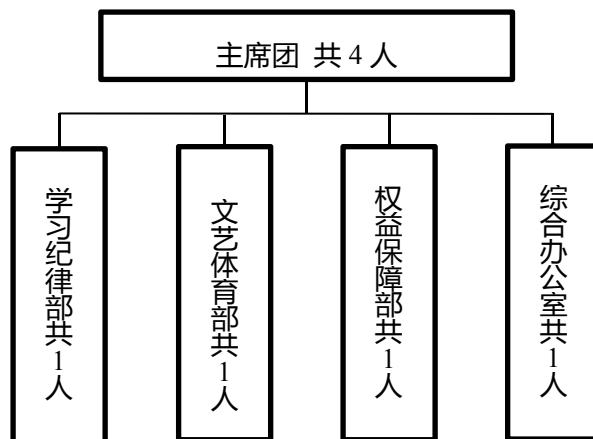 主席团 共 4 人
学习纪律部共1人
文艺体育部共1人
权益保障部共1人
综合办公室共1人